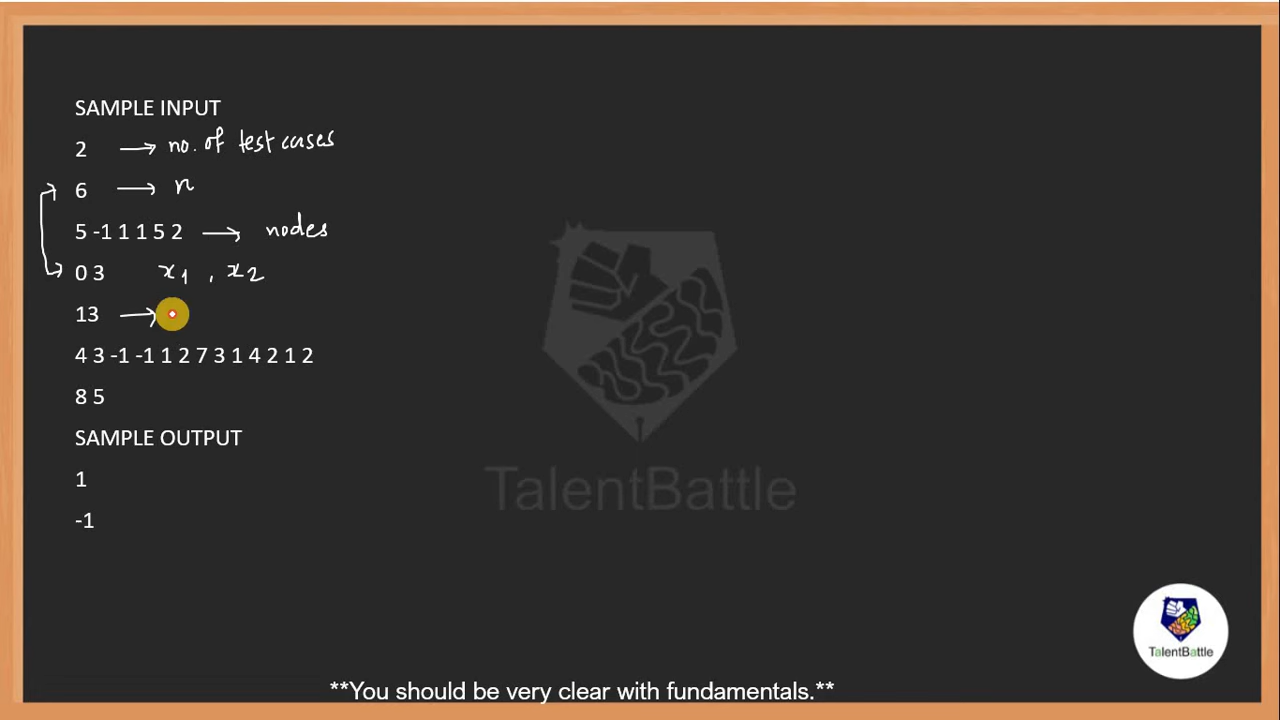 SAMPLE INPUT
2 → no. of test cases
6 → n
5 -1 1 1 5 2 → nodes
0 3 x1 , x2
13 →
4 3 -1 -1 1 2 7 3 1 4 2 1 2
8 5
SAMPLE OUTPUT
1
-1
TalentBattle
TalentBattle
**You should be very clear with fundamentals.**